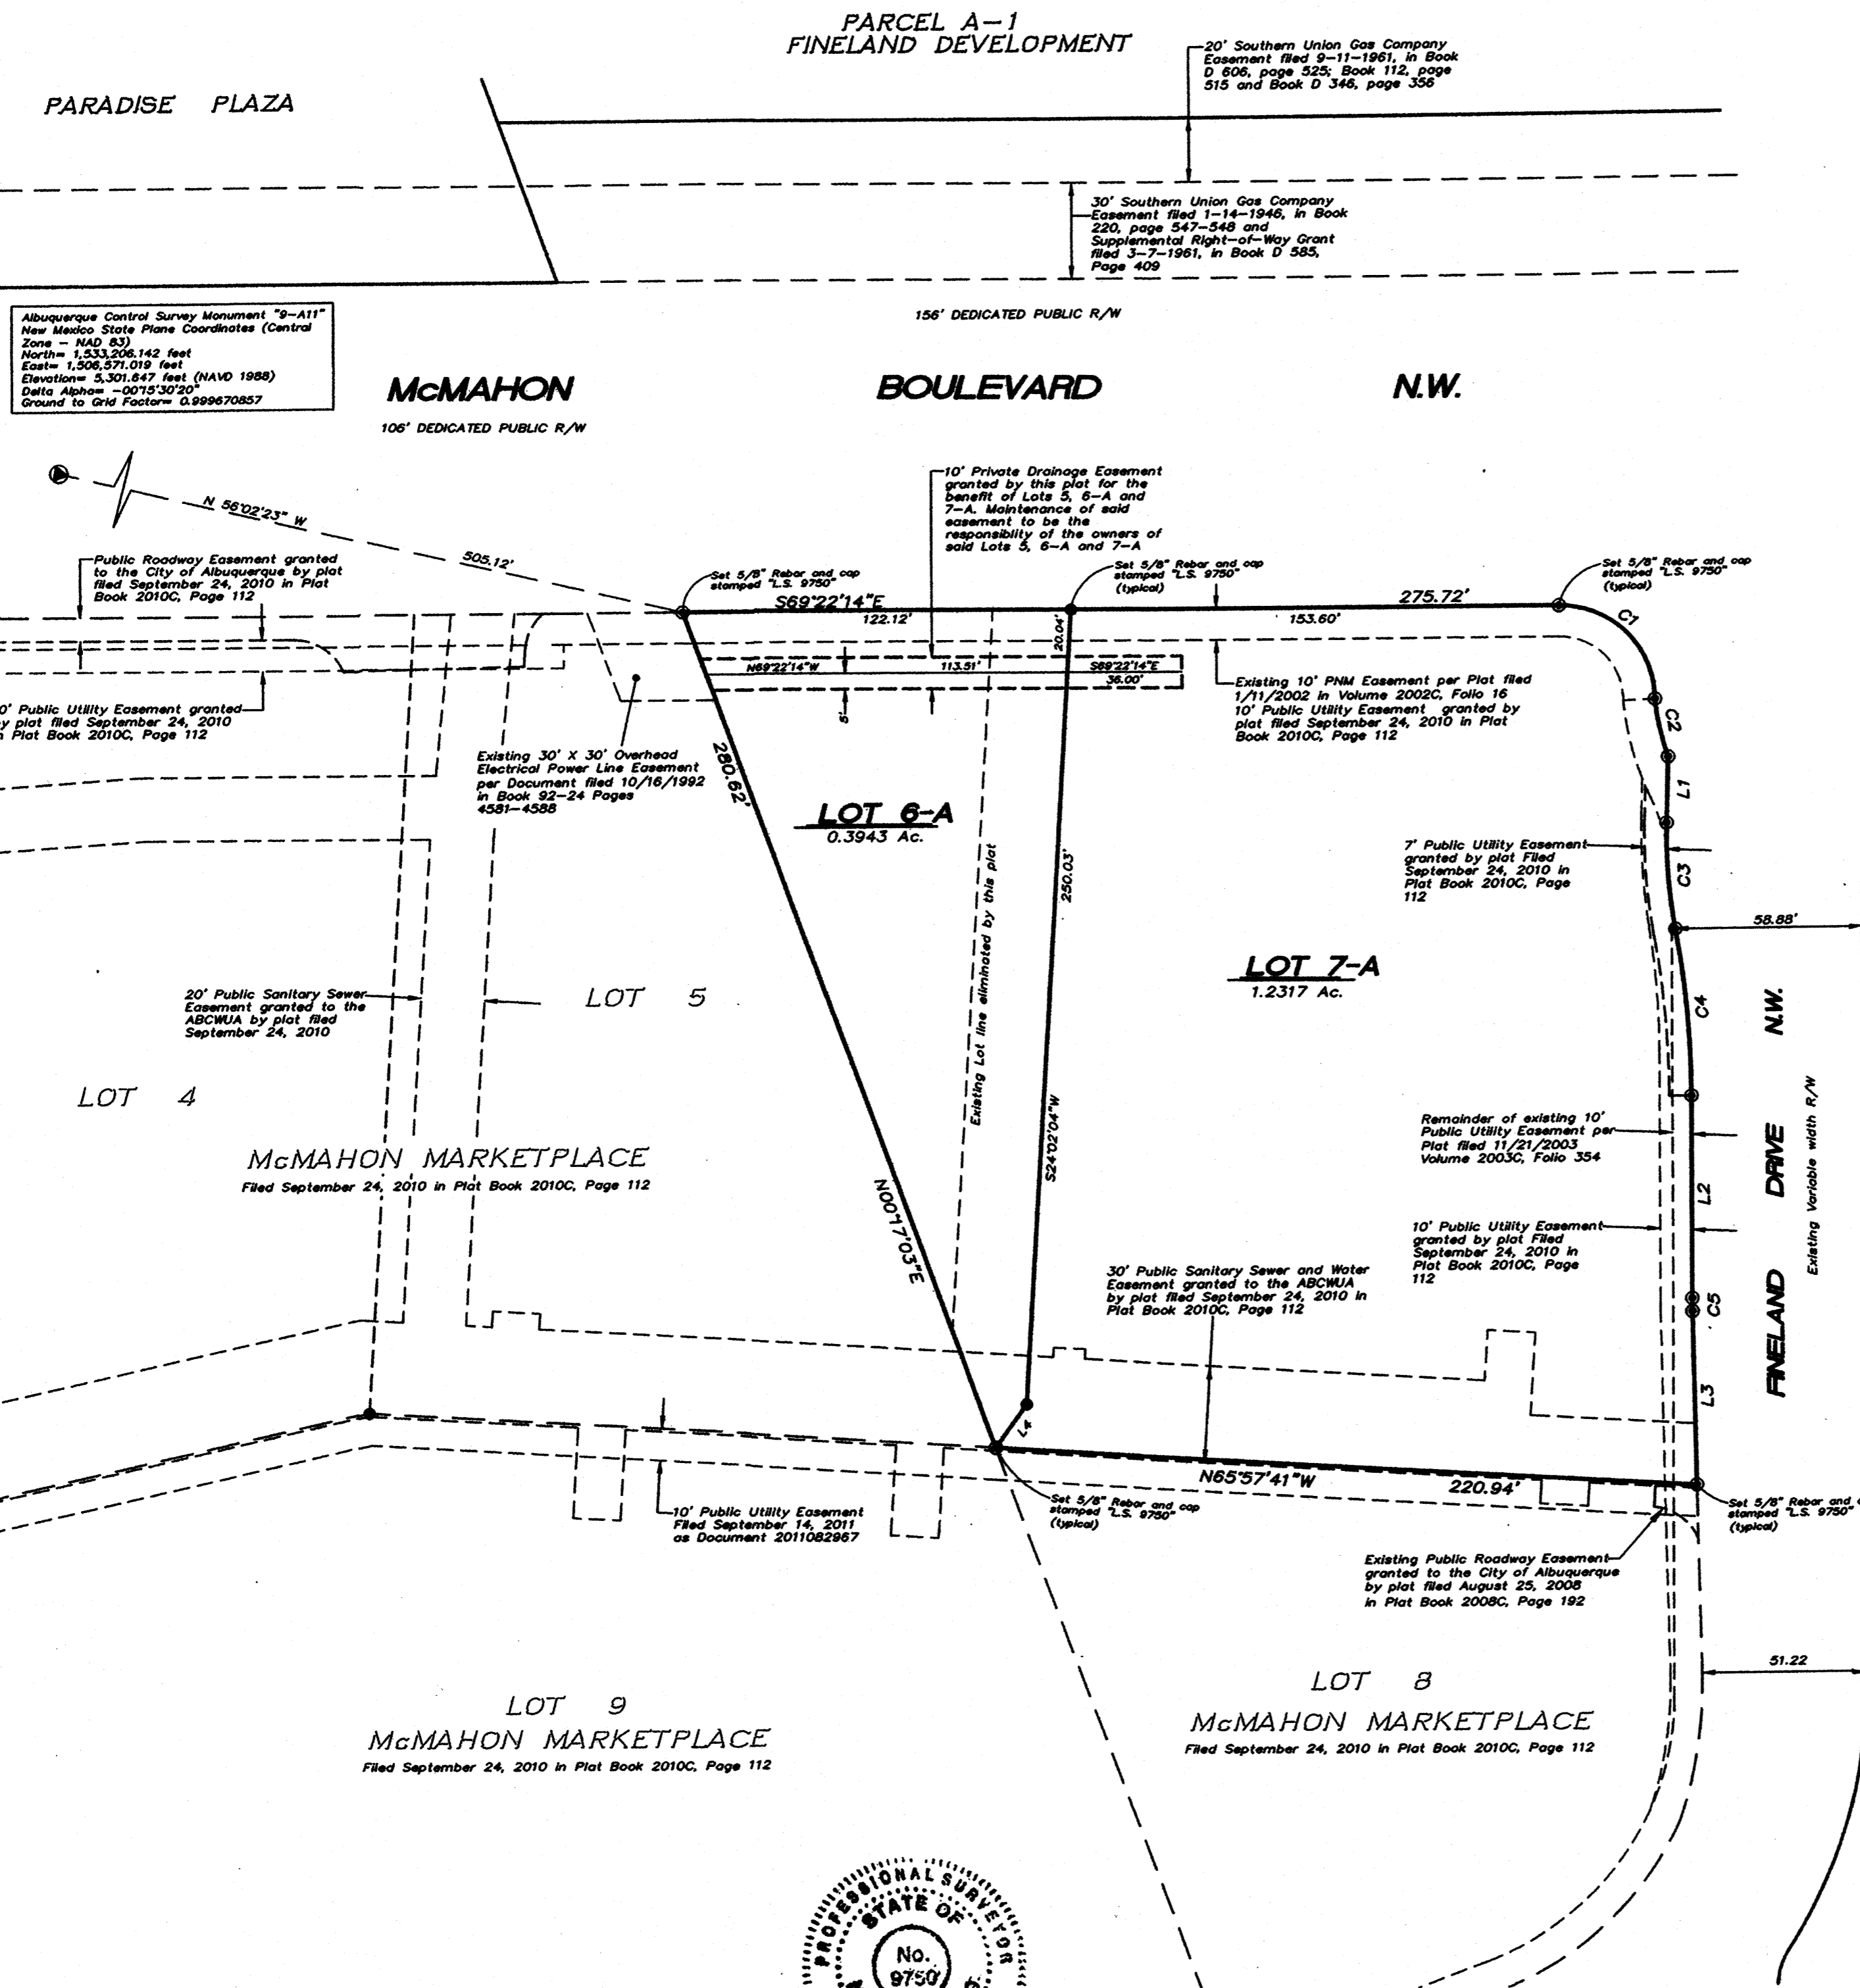 PARCEL A-1
FINELAND DEVELOPMENT
PARADISE PLAZA
20' Southern Union Gas Company
Easement filed 9-11-1961, in Book
D 606, page 525; Book 112, page
515 and Book D 346, page 356
30' Southern Union Gas Company
Easement filed 1-14-1946, in Book
220, page 547-548 and
Supplemental Right-of-Way Grant
filed 3-7-1961, in Book D 585,
Page 409
156' DEDICATED PUBLIC R/W
Albuquerque Control Survey Monument "9-A11"
New Mexico State Plane Coordinates (Central
Zone - NAD 83)
North= 1,533,206.142 feet
East= 1,506,571.019 feet
Elevation= 5,301.647 feet (NAVD 1988)
Delta Alpha= -00°15'30'20"
Ground to Grid Factor= 0.999670857
McMAHON BOULEVARD N.W.
106' DEDICATED PUBLIC R/W
N 56°02'23" W
505.12'
10' Private Drainage Easement
granted by this plat for the
benefit of Lots 5, 6-A and
7-A. Maintenance of said
easement to be the
responsiblity of the owners of
said Lots 5, 6-A and 7-A
Public Roadway Easement granted
to the City of Albuquerque by plat
filed September 24, 2010 in Plat
Book 2010C, Page 112
Set 5/8" Rebar and cap
stamped "L.S. 9750"
Set 5/8" Rebar and cap
stamped "L.S. 9750"
(typical)
Set 5/8" Rebar and cap
stamped "L.S. 9750"
(typical)
S69°22'14"E
275.72'
122.12'
153.60'
20.04'
C1
N69°22'14"W
113.51'
S69°22'14"E
36.00'
5'
0' Public Utility Easement granted
y plat filed September 24, 2010
n Plat Book 2010C, Page 112
Existing 10' PNM Easement per Plat filed
1/11/2002 in Volume 2002C, Folio 16
10' Public Utility Easement granted by
plat filed September 24, 2010 in Plat
Book 2010C, Page 112
C2
Existing 30' X 30' Overhead
Electrical Power Line Easement
per Document filed 10/16/1992
in Book 92-24 Pages
4581-4588
280.62'
L1
LOT 6-A
0.3943 Ac.
7' Public Utility Easement
granted by plat Filed
September 24, 2010 in
Plat Book 2010C, Page
112
C3
250.03'
58.88'
Existing Lot line eliminated by this plat
LOT 7-A
1.2317 Ac.
20' Public Sanitary Sewer
Easement granted to the
ABCWUA by plat filed
September 24, 2010
LOT 5
C4
FINELAND DRIVE N.W.
Existing Variable width R/W
LOT 4
S24°02'04"W
Remainder of existing 10'
Public Utility Easement per
Plat filed 11/21/2003
Volume 2003C, Folio 354
McMAHON MARKETPLACE
Filed September 24, 2010 in Plat Book 2010C, Page 112
N00°17'03"E
L2
10' Public Utility Easement
granted by plat Filed
September 24, 2010 in
Plat Book 2010C, Page
112
30' Public Sanitary Sewer and Water
Easement granted to the ABCWUA
by plat filed September 24, 2010 in
Plat Book 2010C, Page 112
C5
L3
N65°57'41"W
220.94'
10' Public Utility Easement
Filed September 14, 2011
as Document 2011082967
Set 5/8" Rebar and cap
stamped "L.S. 9750"
(typical)
Set 5/8" Rebar and
stamped "L.S. 9750"
(typical)
Existing Public Roadway Easement
granted to the City of Albuquerque
by plat filed August 25, 2008
in Plat Book 2008C, Page 192
51.22
LOT 9
McMAHON MARKETPLACE
Filed September 24, 2010 in Plat Book 2010C, Page 112
LOT 8
McMAHON MARKETPLACE
Filed September 24, 2010 in Plat Book 2010C, Page 112
PROFESSIONAL SURVEYOR
STATE OF
No.
9750